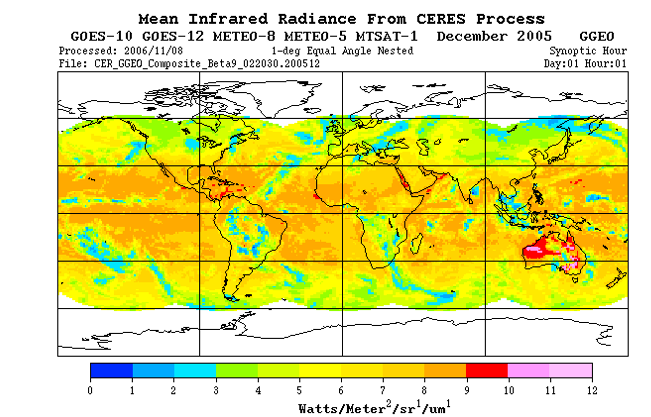 Mean Infrared Radiance From CERES Process
GOES-10 GOES-12 METEO-8 METEO-5 MTSAT-1 December 2005 GGEO
Processed: 2006/11/08 1-deg Equal Angle Nested Synoptic Hour
File: CER_GGEO_Composite_Beta9_022030.200512 Day:01 Hour:01
0 1 2 3 4 5 6 7 8 9 10 11 12
Watts/Meter²/sr¹/um¹